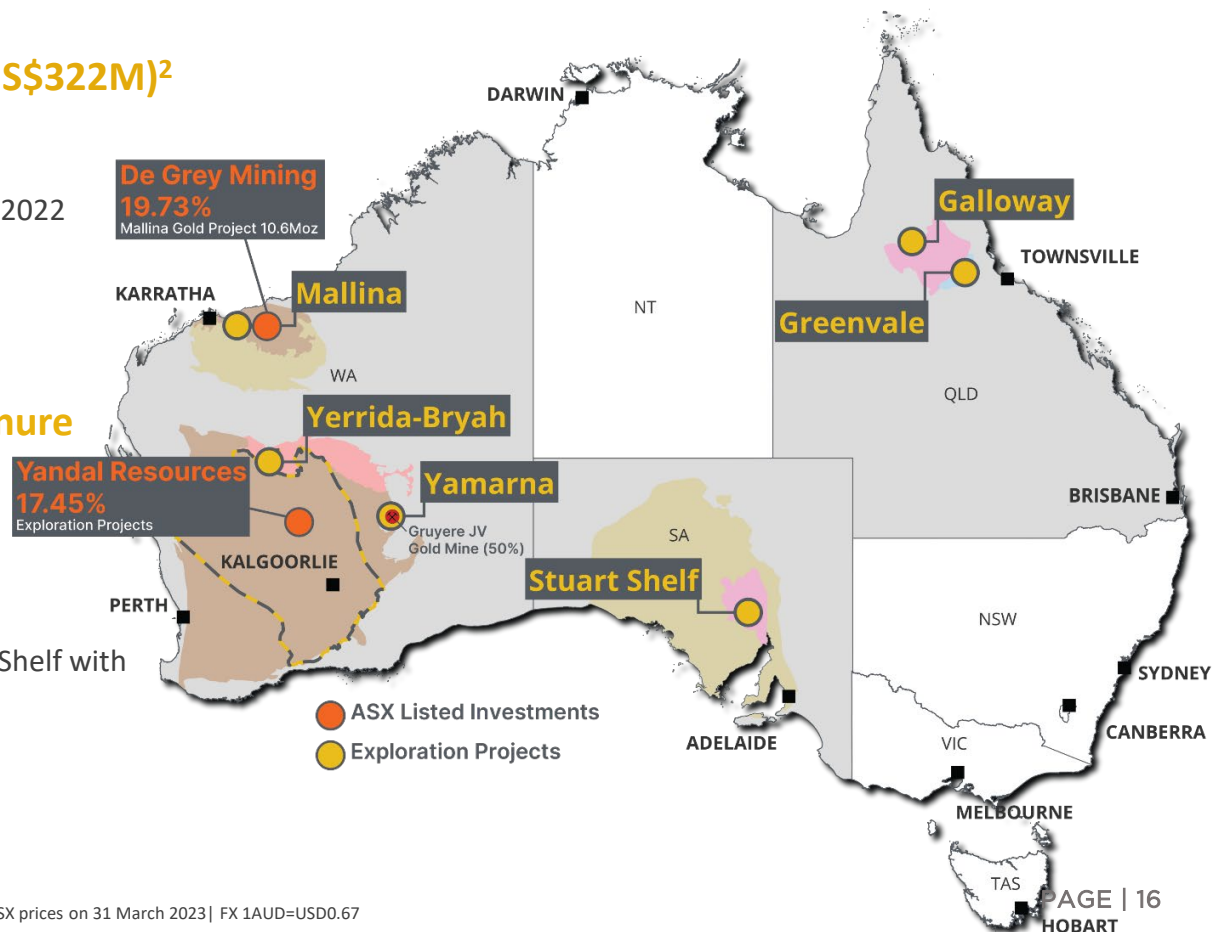 S$322M)²
DARWIN
De Grey Mining
19.73%
Mallina Gold Project 10.6Moz
2022
Galloway
TOWNSVILLE
KARRATHA
Mallina
NT
Greenvale
WA
QLD
nure
Yerrida-Bryah
Yandal Resources
17.45%
Exploration Projects
Yamarna
Gruyere JV
Gold Mine (50%)
BRISBANE
SA
KALGOORLIE
Stuart Shelf
PERTH
NSW
Shelf with
SYDNEY
ASX Listed Investments
Exploration Projects
ADELAIDE
CANBERRA
VIC
MELBOURNE
TAS
PAGE | 16
HOBART
SX prices on 31 March 2023| FX 1AUD=USD0.67